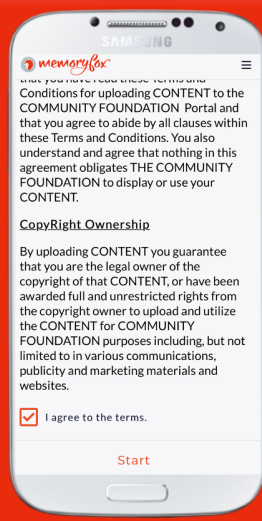 SAMSUNG
memoryfox
that you have read these Terms and
Conditions for uploading CONTENT to the
COMMUNITY FOUNDATION Portal and
that you agree to abide by all clauses within
these Terms and Conditions. You also
understand and agree that nothing in this
agreement obligates THE COMMUNITY
FOUNDATION to display or use your
CONTENT.
CopyRight Ownership
By uploading CONTENT you guarantee
that you are the legal owner of the
copyright of that CONTENT, or have been
awarded full and unrestricted rights from
the copyright owner to upload and utilize
the CONTENT for COMMUNITY
FOUNDATION purposes including, but not
limited to in various communications,
publicity and marketing materials and
websites.
I agree to the terms.
Start